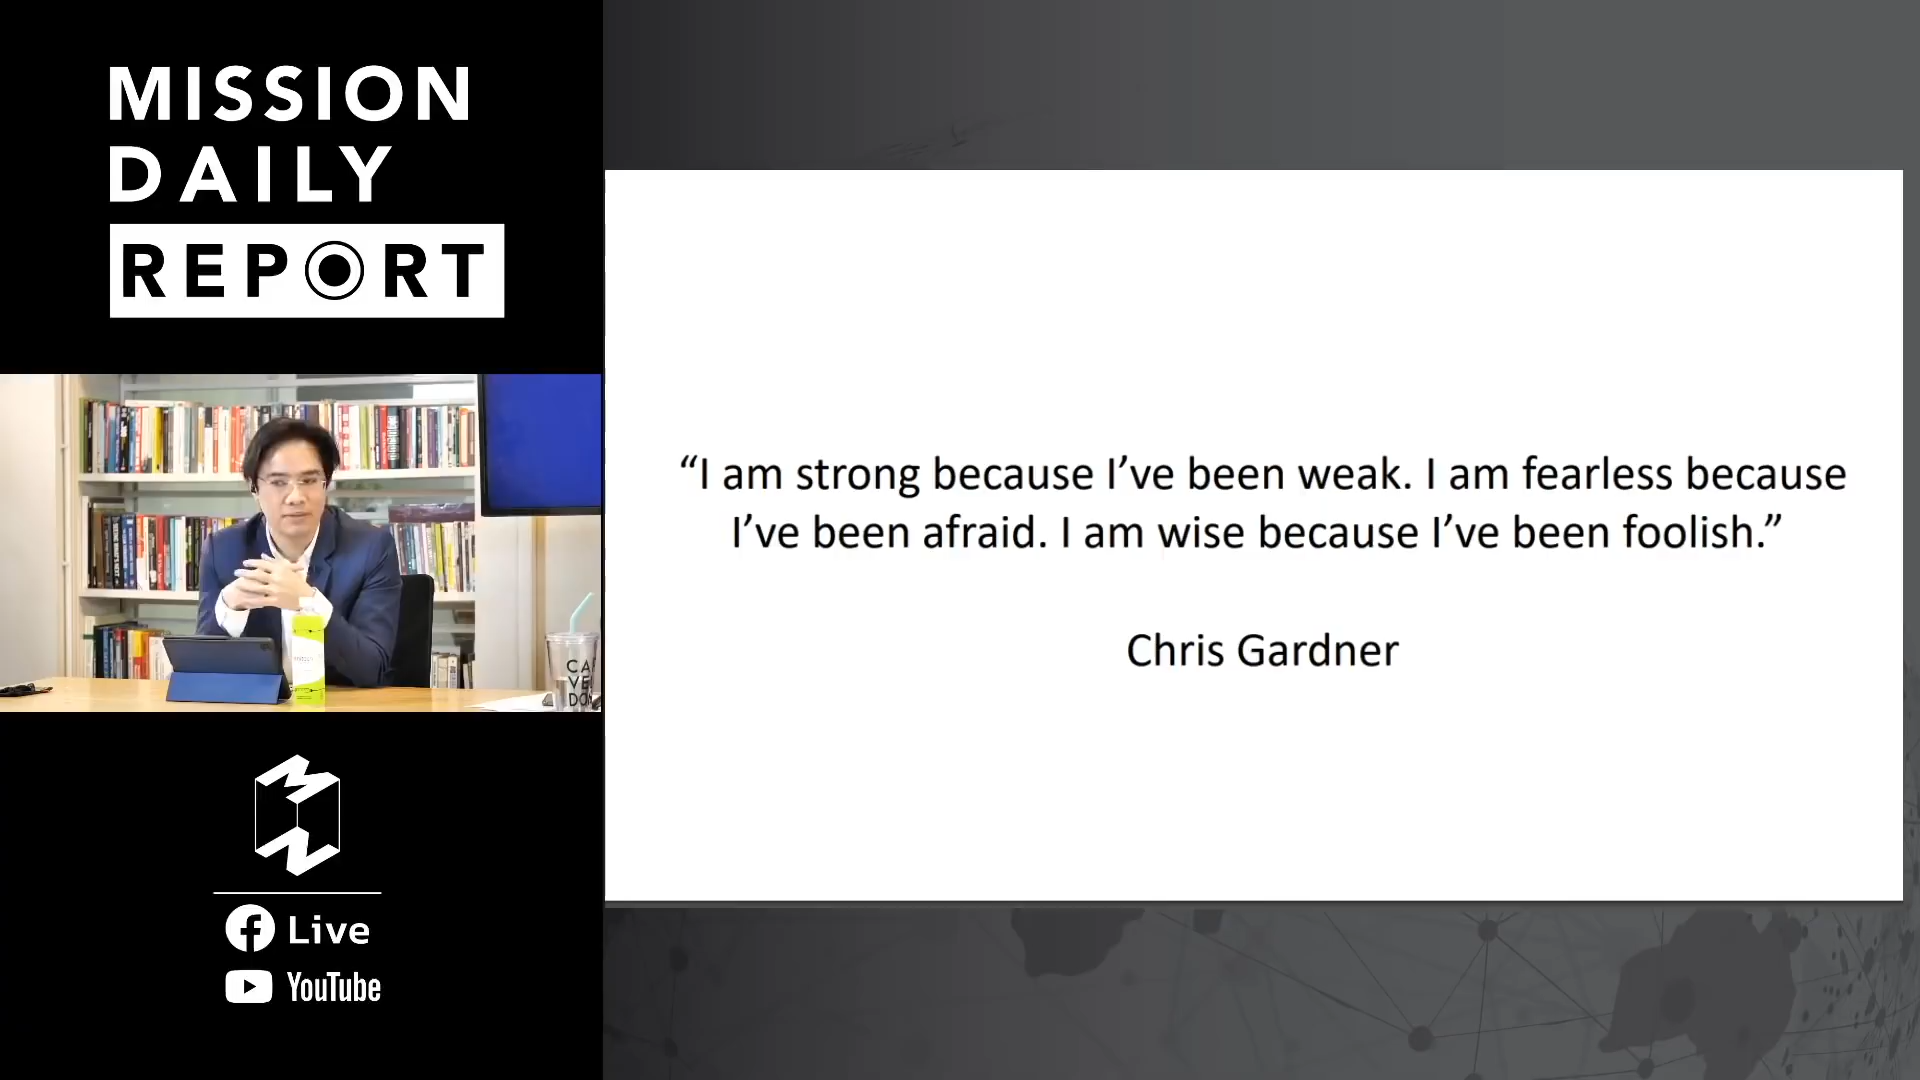 MISSION
DAILY
REPORT
“I am strong because I’ve been weak. I am fearless because
I’ve been afraid. I am wise because I’ve been foolish.”
Chris Gardner
Live
YouTube